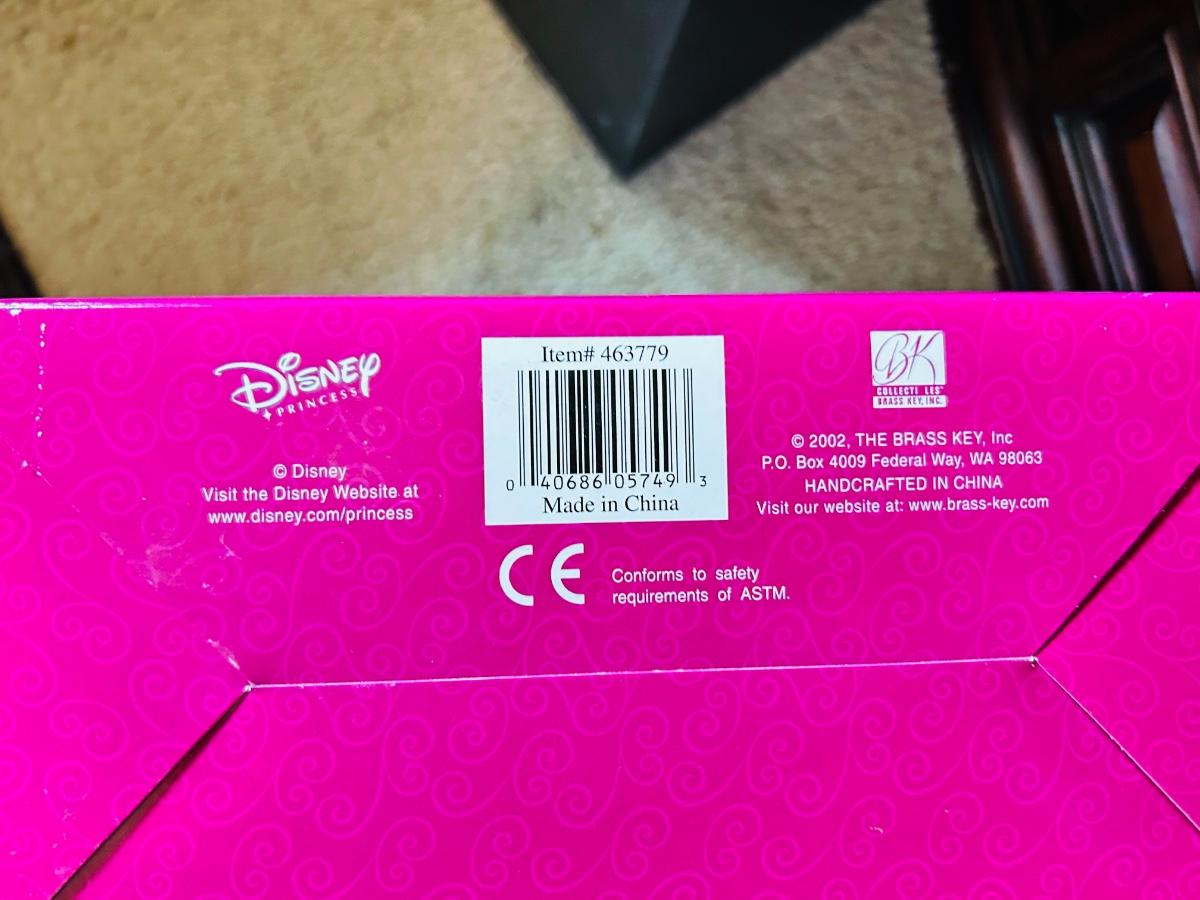 Disney
PRINCESS
© Disney
Visit the Disney Website at
www.disney.com/princess
Item# 463779
0 40686 05749 3
Made in China
CE
Conforms to safety
requirements of ASTM.
BK
COLLECTI LES
BRASS KEY, INC.
© 2002, THE BRASS KEY, Inc
P.O. Box 4009 Federal Way, WA 98063
HANDCRAFTED IN CHINA
Visit our website at: www.brass-key.com